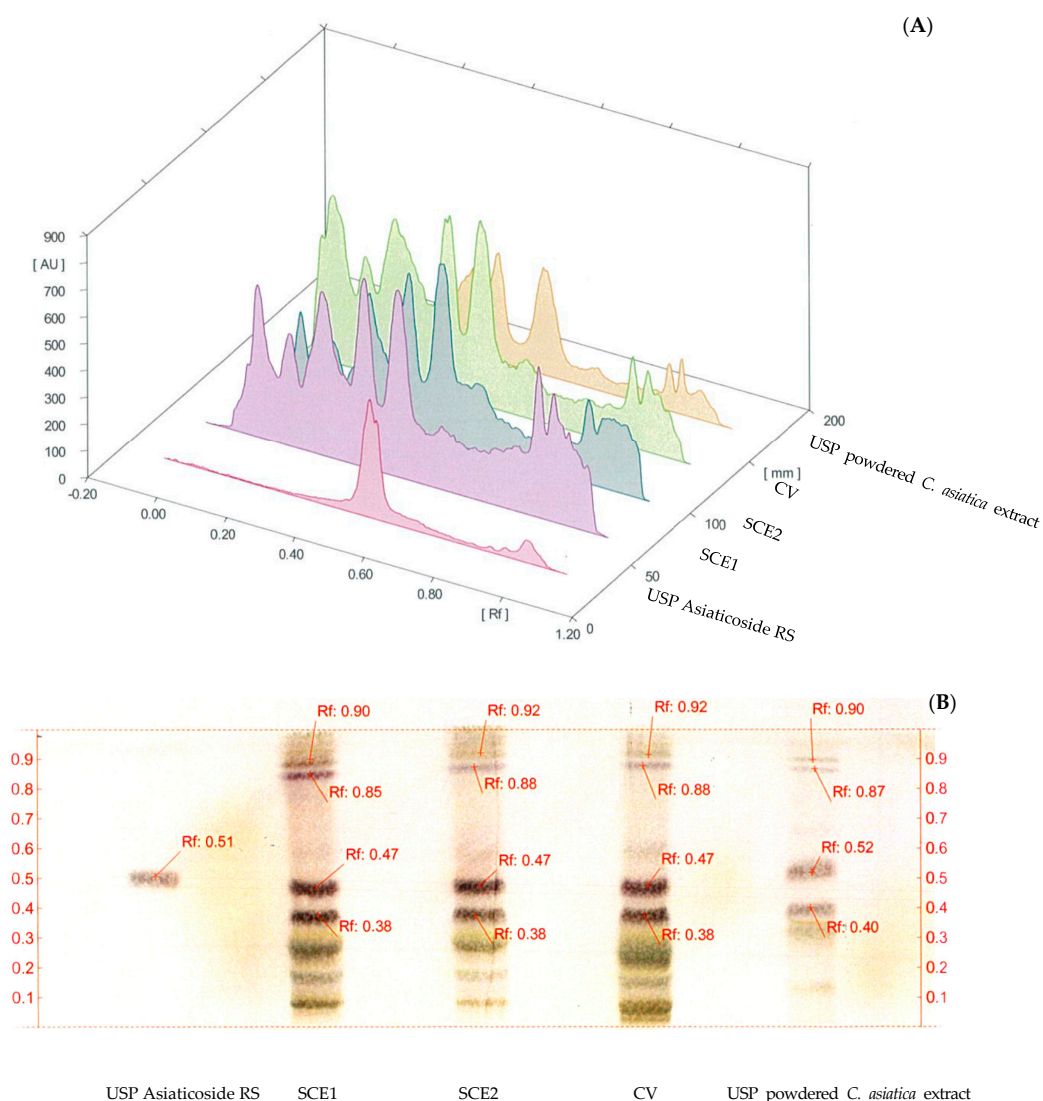 (A)
900
[ AU ]
800
700
600
500
400
300
200
100
0
-0.20
0.00
0.20
0.40
0.60
0.80
[ Rf ]
1.20
0
50
100
[ mm ]
200
USP powdered C. asiatica extract
CV
SCE2
SCE1
USP Asiaticoside RS
(B)
Rf: 0.90
Rf: 0.92
Rf: 0.92
Rf: 0.90
0.9
0.9
Rf: 0.85
Rf: 0.88
Rf: 0.88
Rf: 0.87
0.8
0.8
0.7
0.7
0.6
0.6
Rf: 0.51
Rf: 0.47
Rf: 0.47
Rf: 0.47
Rf: 0.52
0.5
0.5
0.4
0.4
Rf: 0.38
Rf: 0.38
Rf: 0.38
Rf: 0.40
0.3
0.3
0.2
0.2
0.1
0.1
USP Asiaticoside RS SCE1 SCE2 CV USP powdered C. asiatica extract